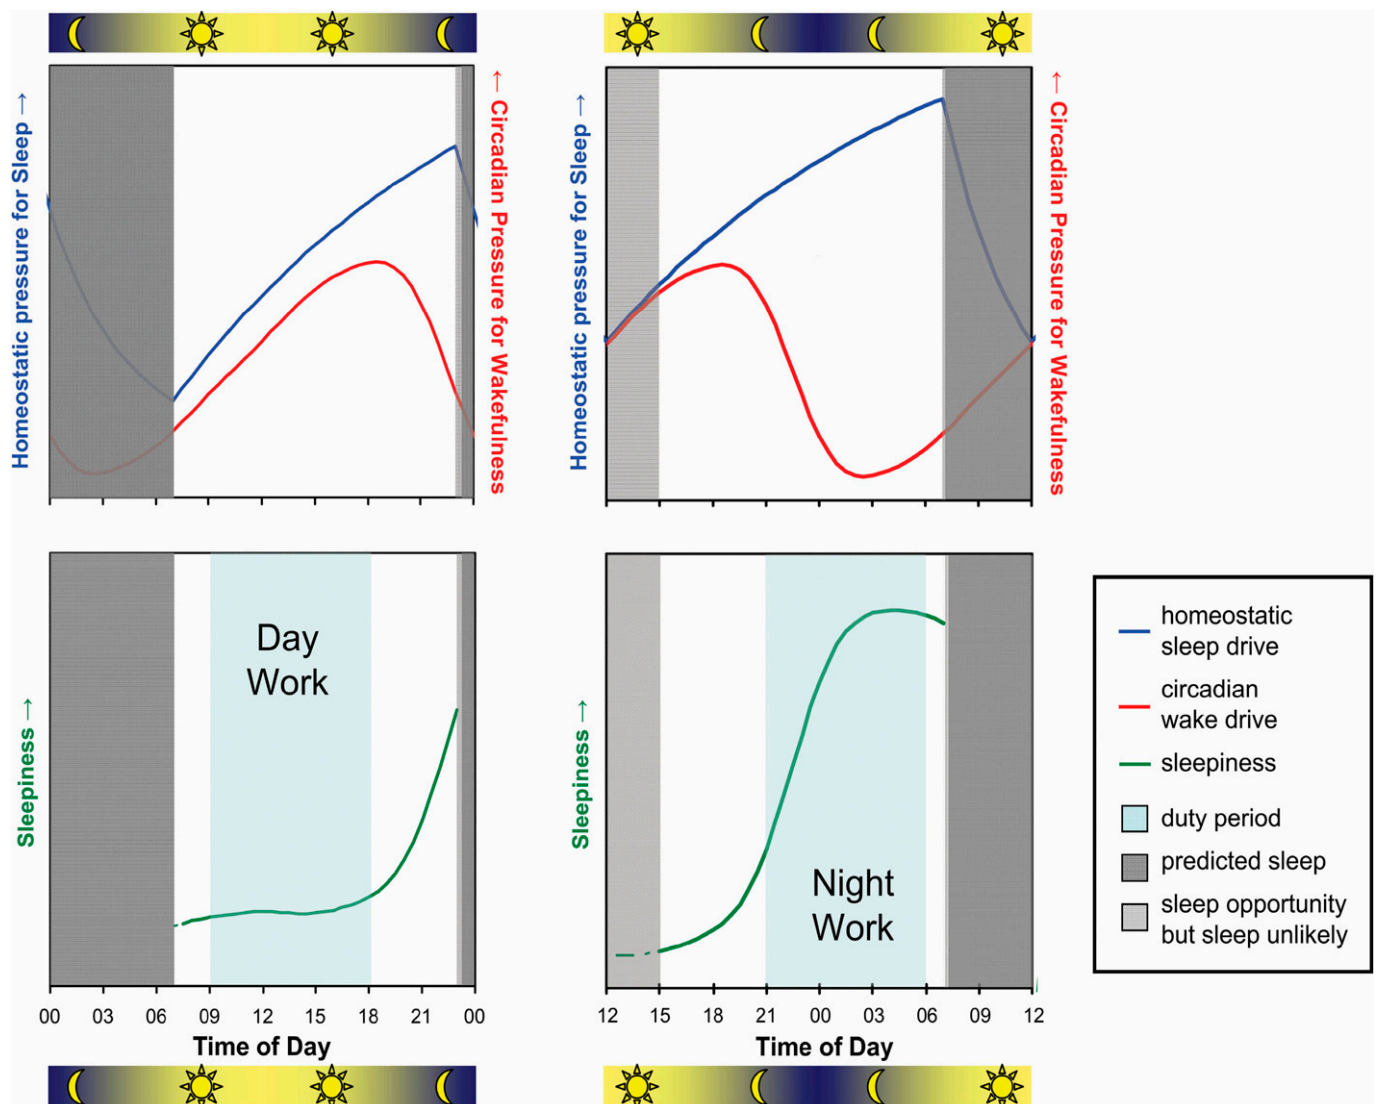 Homeostatic pressure for Sleep →
← Circadian Pressure for Wakefulness
Homeostatic pressure for Sleep →
← Circadian Pressure for Wakefulness
Sleepiness →
Day
Work
00 03 06 09 12 15 18 21 00
Time of Day
Sleepiness →
Night
Work
12 15 18 21 00 03 06 09 12
Time of Day
homeostatic
sleep drive
circadian
wake drive
sleepiness
duty period
predicted sleep
sleep opportunity
but sleep unlikely